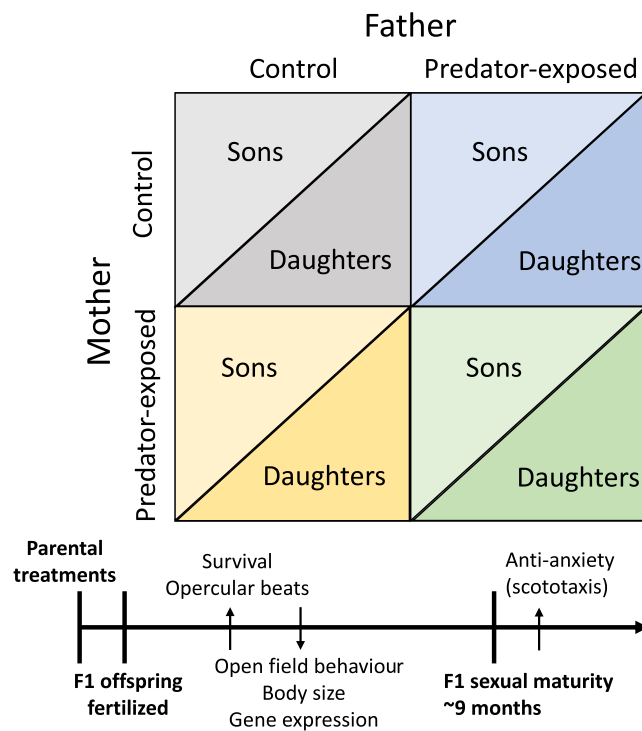 Father
Control
Predator-exposed
Mother
Control
Sons
Daughters
Sons
Daughters
Predator-exposed
Sons
Daughters
Sons
Daughters
Parental
treatments
Survival
Opercular beats
Anti-anxiety
(scototaxis)
F1 offspring
fertilized
Open field behaviour
Body size
Gene expression
F1 sexual maturity
~9 months